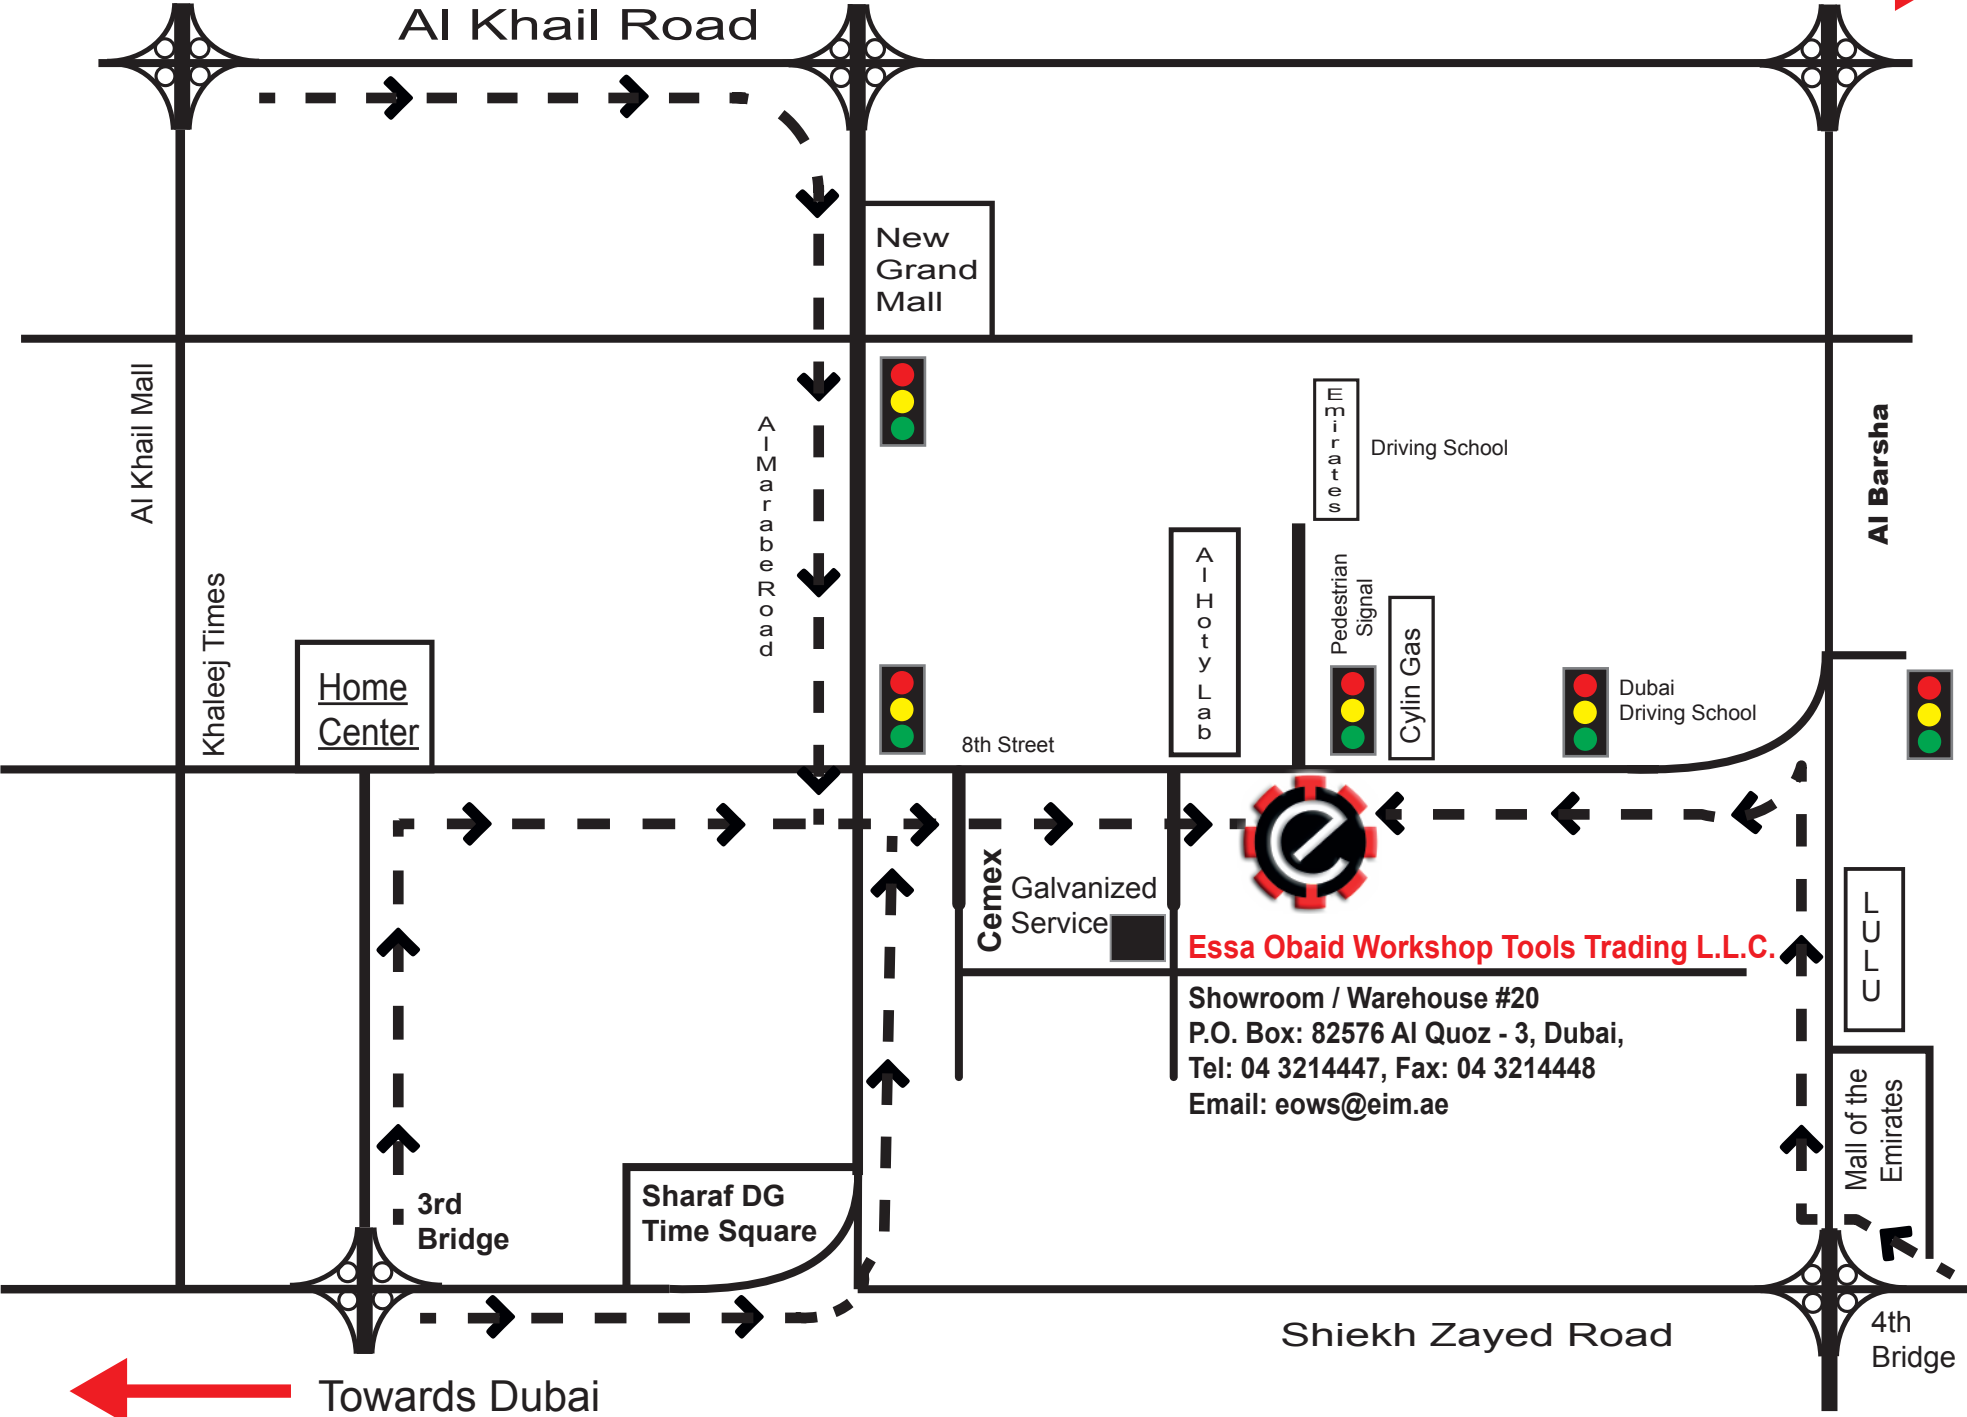 Al Khail Road
New
Grand
Mall
Al Khail Mall
Al Marabe Road
Emirates
Driving School
Al Barsha
Khaleej Times
Home
Center
Al Hoty Lab
Pedestrian
Signal
Cylin Gas
Dubai
Driving School
8th Street
Cemex
Galvanized
Service
LULU
Essa Obaid Workshop Tools Trading L.L.C.
Showroom / Warehouse #20
P.O. Box: 82576 Al Quoz - 3, Dubai,
Tel: 04 3214447, Fax: 04 3214448
Email: eows@eim.ae
Mall of the
Emirates
3rd
Bridge
Sharaf DG
Time Square
Shiekh Zayed Road
4th
Bridge
Towards Dubai